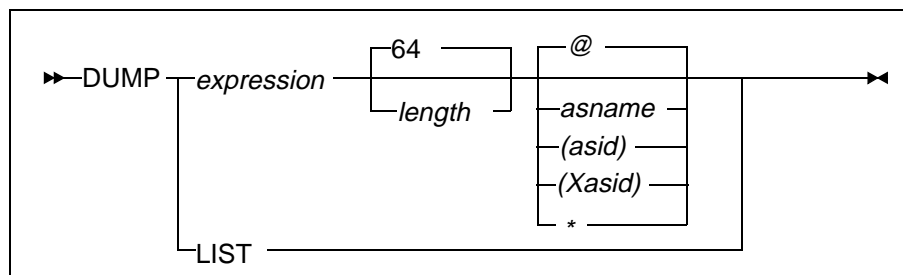 64 @
DUMP expression
length asname
(asid)
(Xasid)
*
LIST